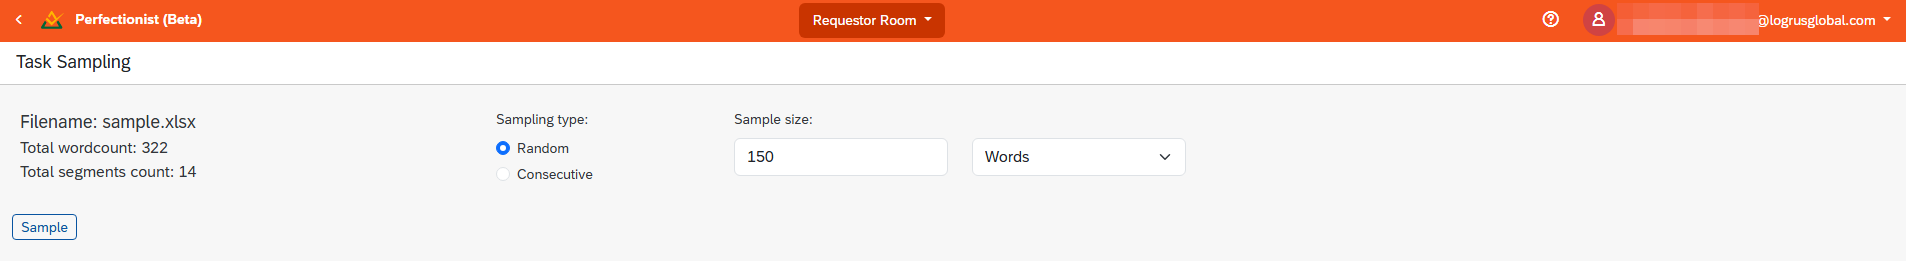 Perfectionist (Beta)
Requestor Room
@logrusglobal.com
Task Sampling
Filename: sample.xlsx
Total wordcount: 322
Total segments count: 14
Sampling type:
Random
Consecutive
Sample size:
150
Words
Sample